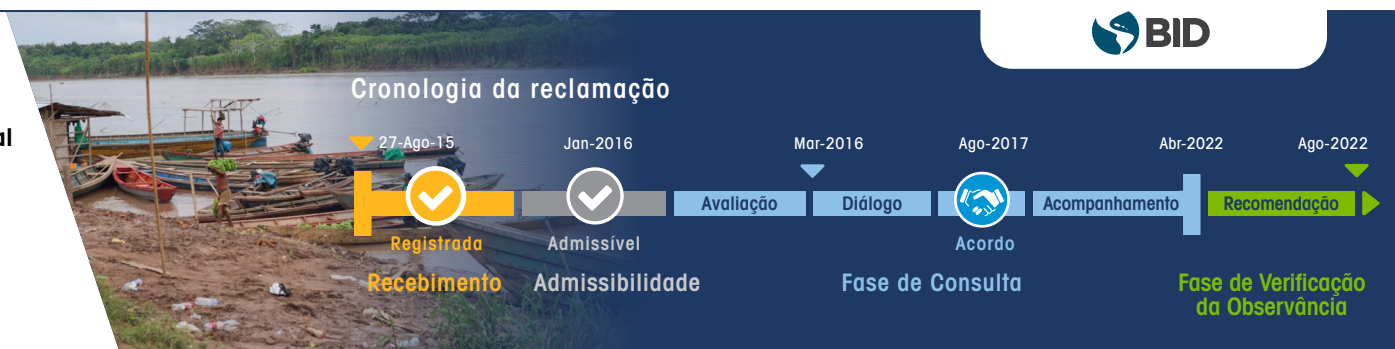 BID
Cronologia da reclamação
al
27-Ago-15 Jan-2016 Mar-2016 Ago-2017 Abr-2022 Ago-2022
Avaliação Diálogo Acompanhamento Recomendação
Registrada Admissível Acordo
Recebimento Admissibilidade Fase de Consulta Fase de Verificação
da Observância